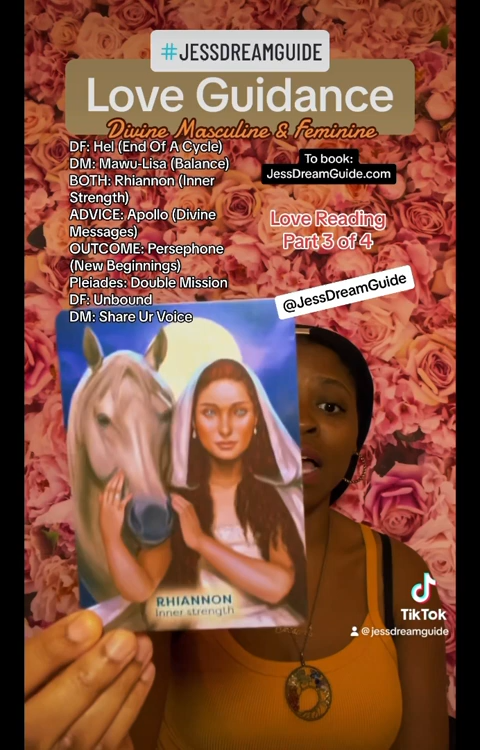 #JESSDREAMGUIDE
Love Guidance
Divine Masculine & Feminine
DF: Hel (End Of A Cycle)
DM: Mawu-Lisa (Balance)
BOTH: Rhiannon (Inner
Strength)
ADVICE: Apollo (Divine
Messages)
OUTCOME: Persephone
(New Beginnings)
Pleiades: Double Mission
DF: Unbound
DM: Share Ur Voice
To book:
JessDreamGuide.com
Love Reading
Part 3 of 4
@JessDreamGuide
RHIANNON
Inner strength
TikTok
@jessdreamguide